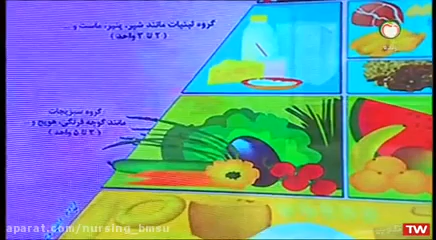 گروه لبنیات مانند شیر، پنیر، ماست و ...
(۲ تا ۳ واحد)
گروه سبزیجات
مانند گوجه فرنگی، هویج و ...
(۳ تا ۵ واحد)
aparat.com/nursing_bmsu
TW